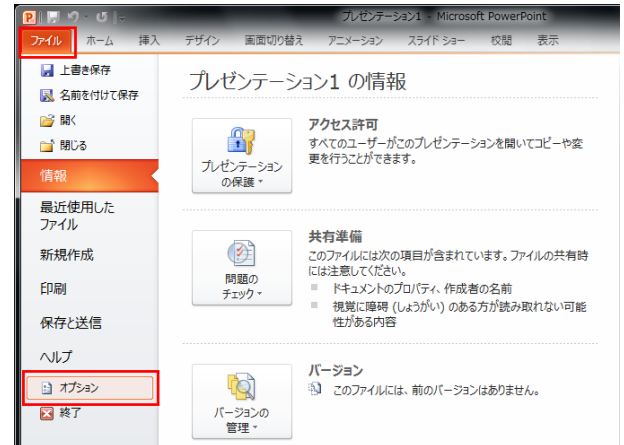 プレゼンテーション1 - Microsoft PowerPoint
ファイル ホーム 挿入 デザイン 画面切り替え アニメーション スライド ショー 校閲 表示
上書き保存
名前を付けて保存
開く
閉じる
情報
最近使用した
ファイル
新規作成
印刷
保存と送信
ヘルプ
オプション
終了
プレゼンテーション1 の情報
プレゼンテーション
の保護
アクセス許可
すべてのユーザーがこのプレゼンテーションを開いてコピーや変
更を行うことができます。
問題の
チェック
共有準備
このファイルには次の項目が含まれています。ファイルの共有時
には注意してください。
ドキュメントのプロパティ、作成者の名前
視覚に障碍 (しょうがい) のある方が読み取れない可能
性がある内容
バージョンの
管理
バージョン
このファイルには、前のバージョンはありません。